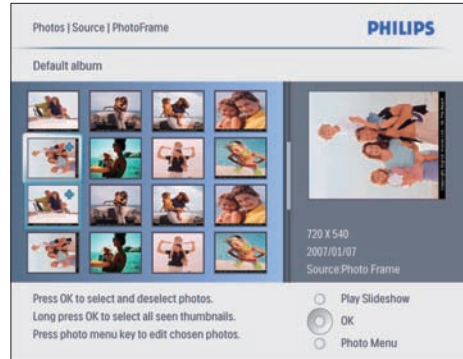 Photos | Source | PhotoFrame
PHILIPS
Default album
720 X 540
2007/01/07
Source:Photo Frame
Press OK to select and deselect photos.
Long press OK to select all seen thumbnails.
Press photo menu key to edit chosen photos.
Play Slideshow
OK
Photo Menu